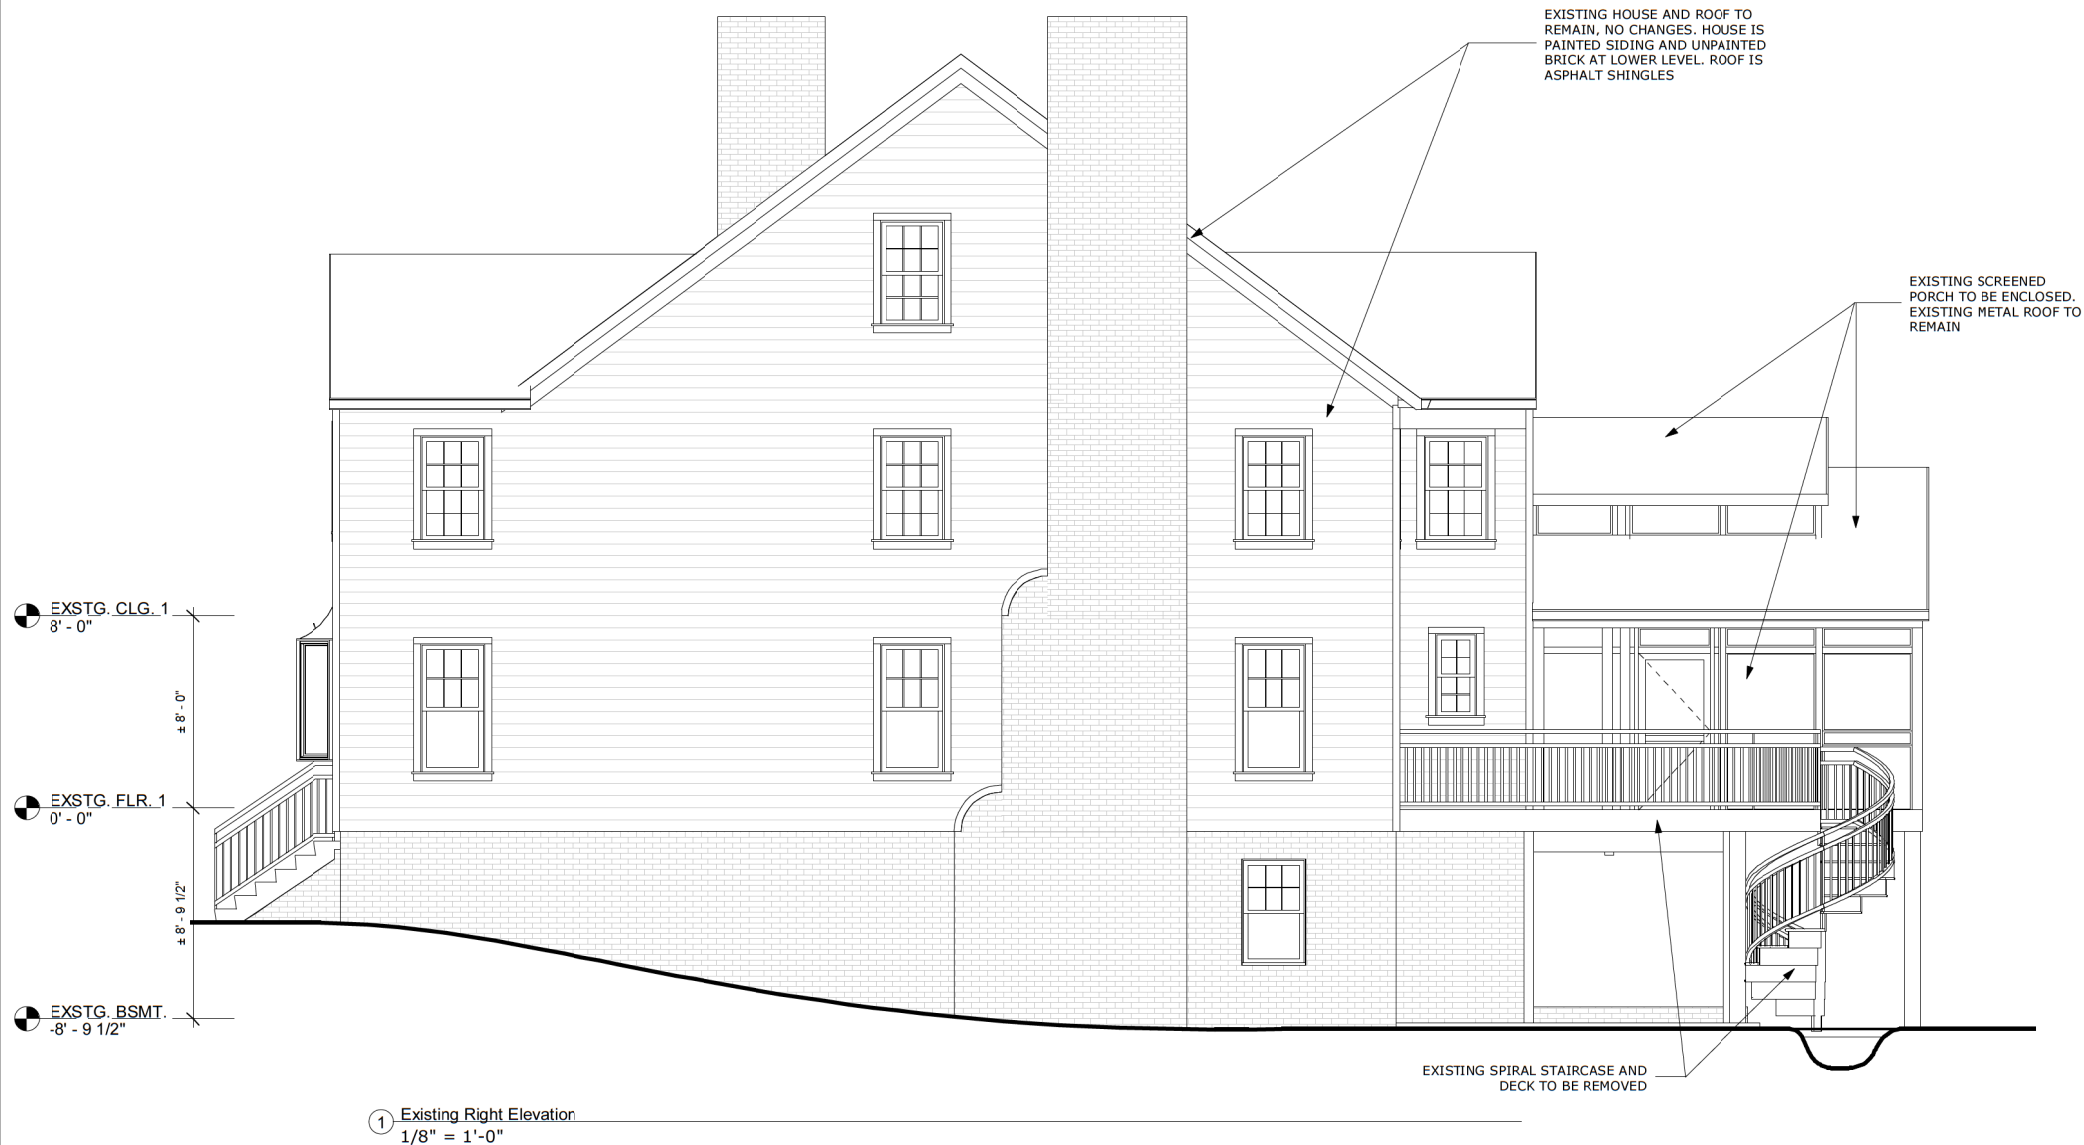 EXISTING HOUSE AND ROOF TO
REMAIN, NO CHANGES. HOUSE IS
PAINTED SIDING AND UNPAINTED
BRICK AT LOWER LEVEL. ROOF IS
ASPHALT SHINGLES
EXISTING SCREENED
PORCH TO BE ENCLOSED.
EXISTING METAL ROOF TO
REMAIN
EXSTG. CLG. 1
8' - 0"
± 8' - 0"
EXSTG. FLR. 1
0' - 0"
± 8' - 9 1/2"
EXSTG. BSMT.
-8' - 9 1/2"
EXISTING SPIRAL STAIRCASE AND
DECK TO BE REMOVED
1
Existing Right Elevation
1/8" = 1'-0"